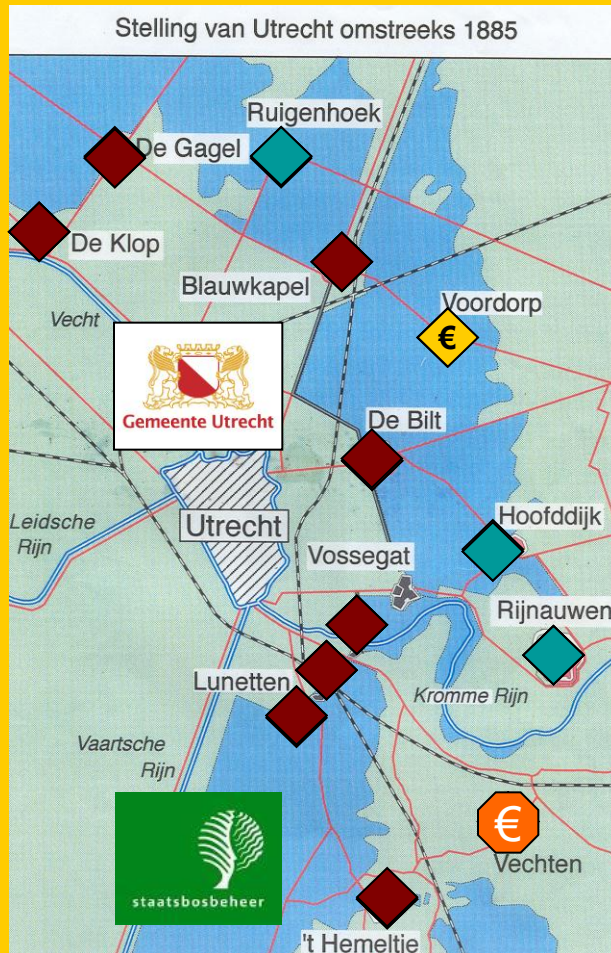 Stelling van Utrecht omstreeks 1885
Ruigenhoek
De Gagel
De Klop
Blauwkapel
Voordorp
Vecht
€
Gemeente Utrecht
De Bilt
Leidsche
Rijn
Utrecht
Hoofddijk
Vossegat
Rijnauwen
Lunetten
Kromme Rijn
Vaartsche
Rijn
€
Vechten
staatsbosbeheer
't Hemeltje